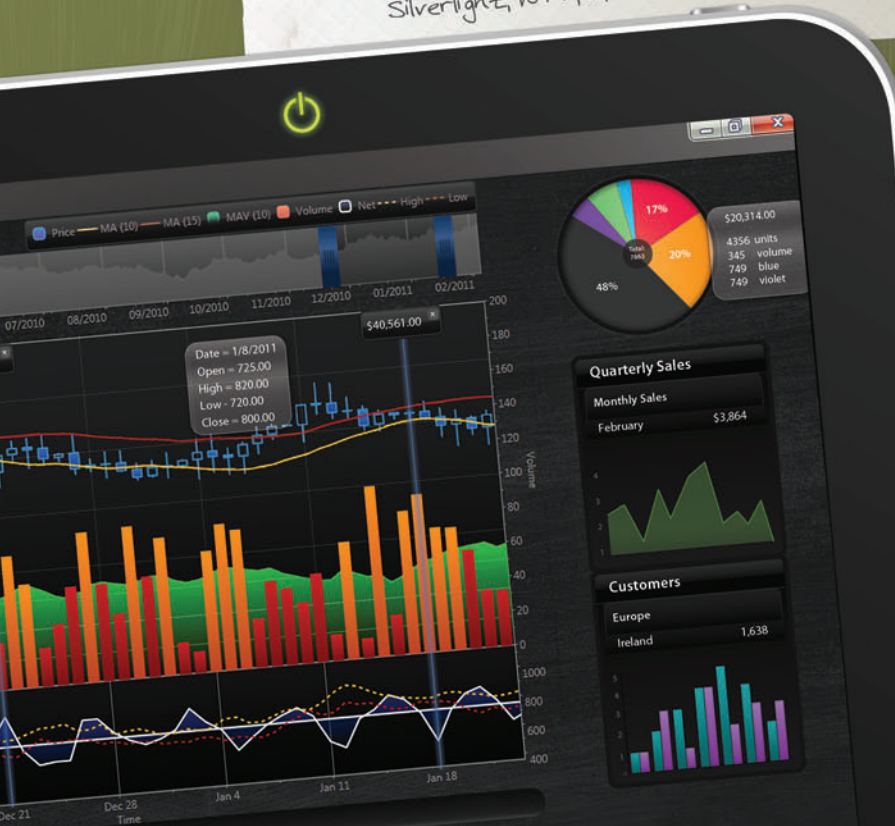 Silverlight,
Price MA (10) MA (15) MAV (10) Volume Net High Low
07/2010 08/2010 09/2010 10/2010 11/2010 12/2010 01/2011 02/2011
$40,561.00
Date = 1/8/2011
Open = 725.00
High = 820.00
Low - 720.00
Close = 800.00
200
180
160
140
120
100
80
60
40
20
0
Volume
1000
800
600
400
Dec 21 Dec 28 Jan 4 Jan 11 Jan 18
Time
17%
20%
48%
Total:
$20,314.00
4356 units
345 volume
749 blue
749 violet
Quarterly Sales
Monthly Sales
February $3,864
4
3
2
1
Customers
Europe
Ireland 1,638
5
4
3
2
1